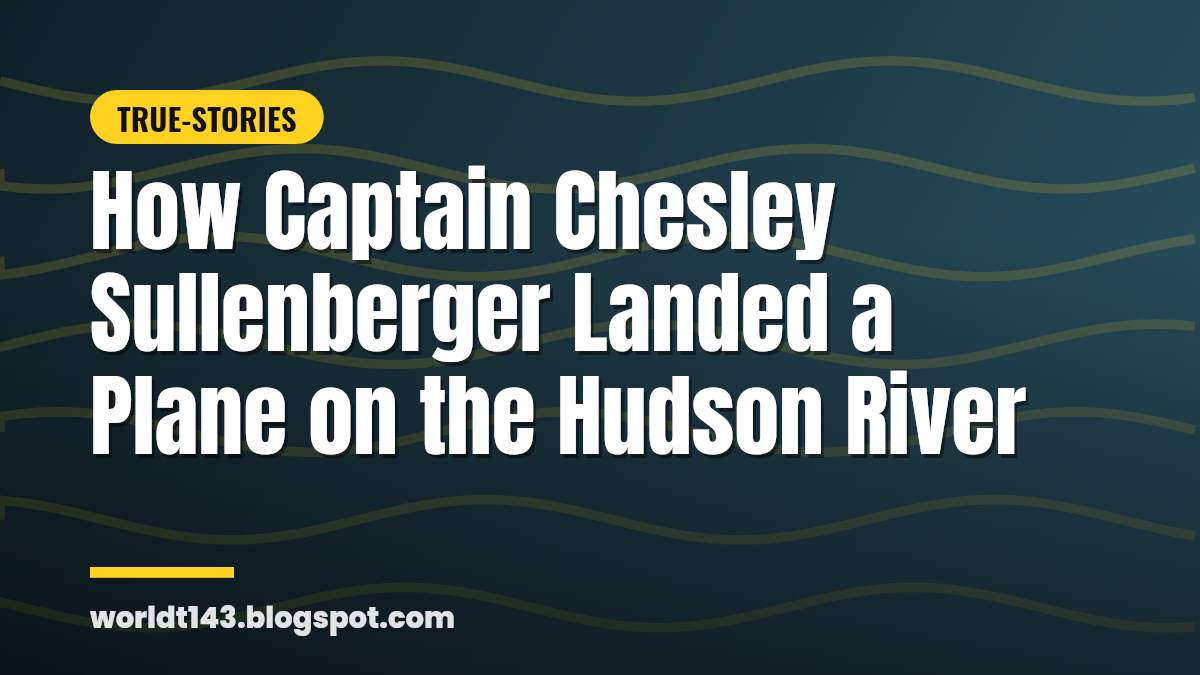 TRUE-STORIES
How Captain Chesley
Sullenberger Landed a
Plane on the Hudson River
worldt143.blogspot.com